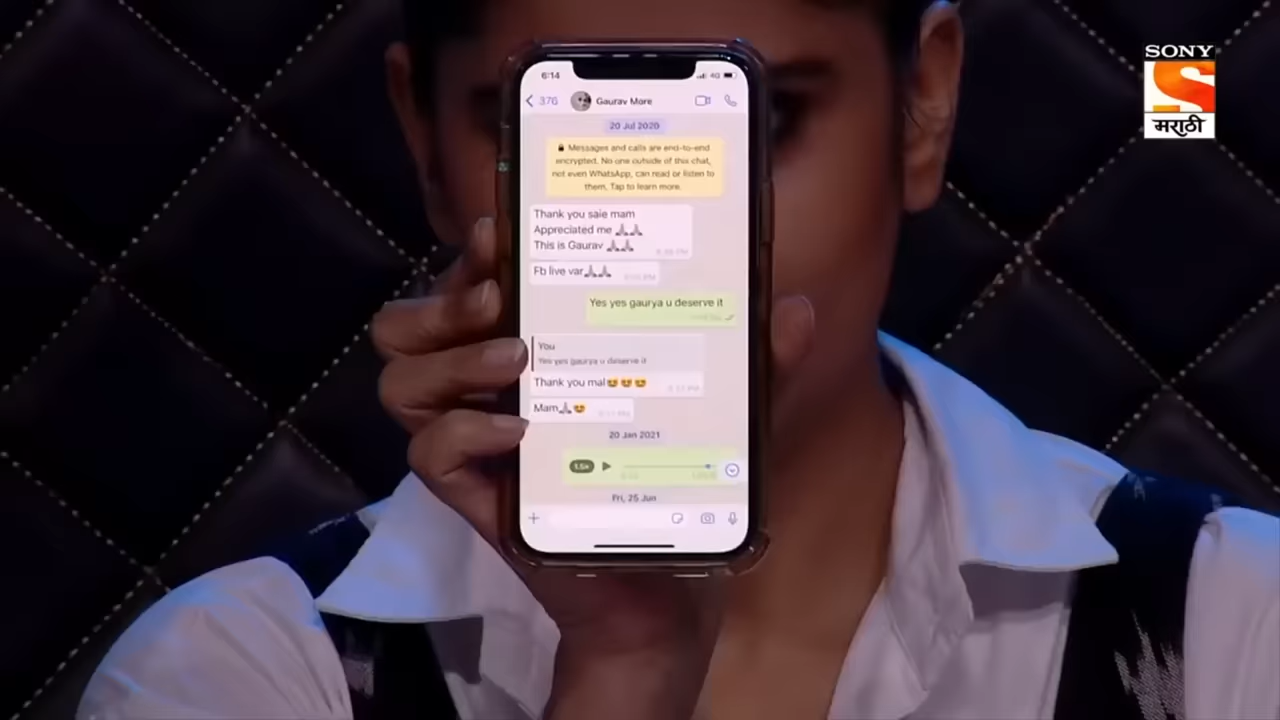 SONY
मराठी
6:14
4G
376
Gaurav More
20 Jul 2020
Messages and calls are end-to-end
encrypted. No one outside of this chat,
not even WhatsApp, can read or listen to
them. Tap to learn more.
Thank you saie mam
Appreciated me 🙏🙏
This is Gaurav 🙏🙏
Fb live var🙏🙏
Yes yes gaurya u deserve it
You
Yes yes gaurya u deserve it
Thank you mal😍😍😍
Mam🙏😍
20 Jan 2021
1.5×
Fri, 25 Jun